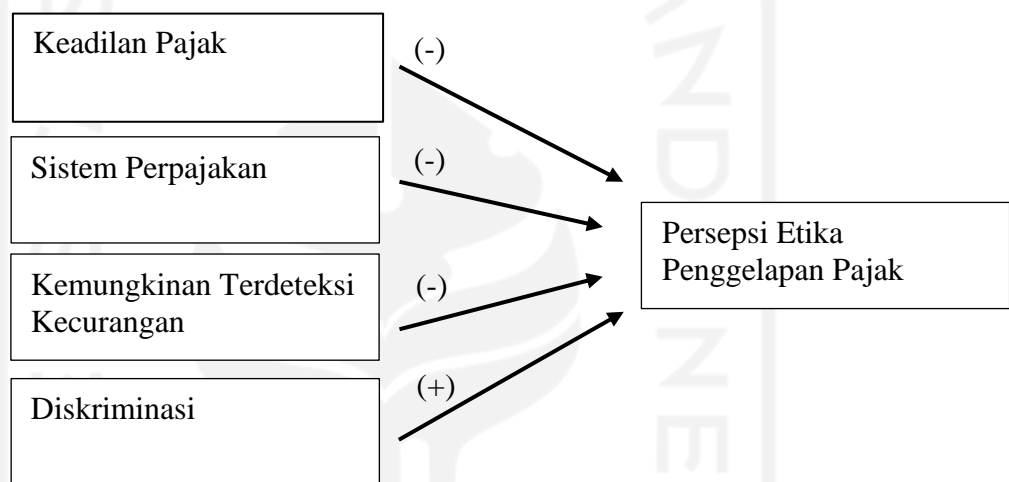 Keadilan Pajak
(-)
Sistem Perpajakan
(-)
Persepsi Etika
Penggelapan Pajak
Kemungkinan Terdeteksi
Kecurangan
(-)
Diskriminasi
(+)